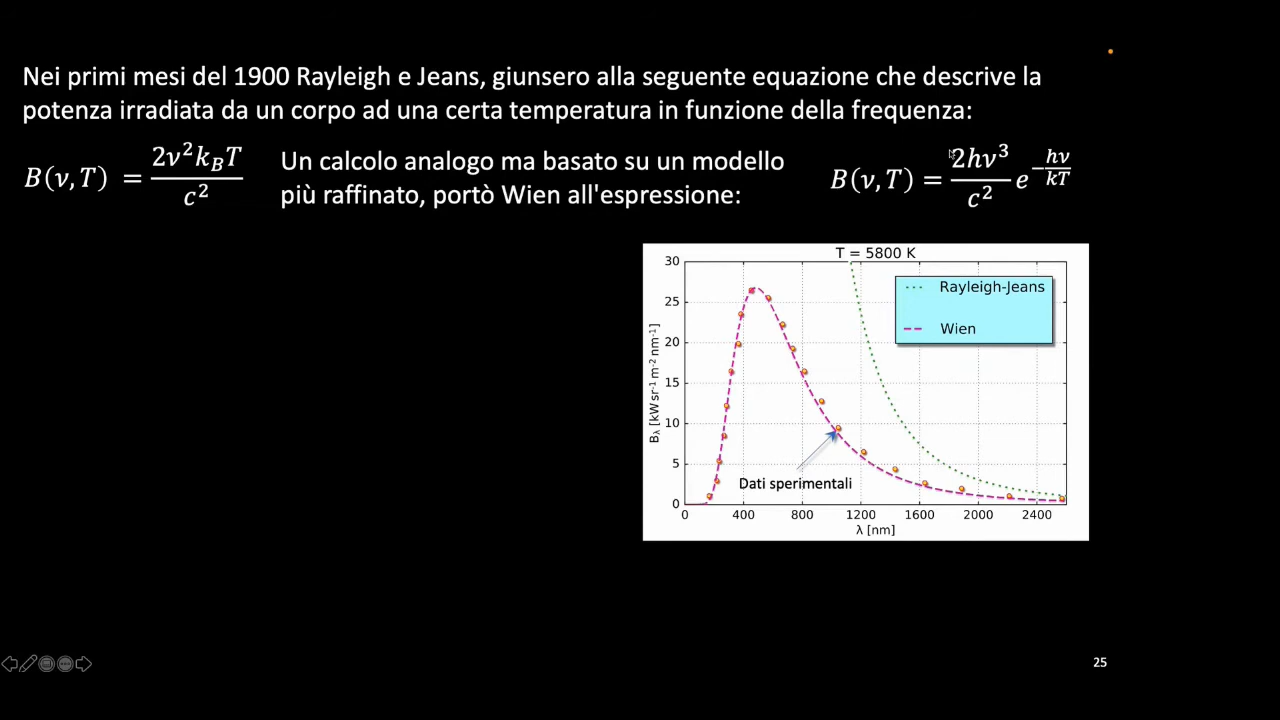 Nei primi mesi del 1900 Rayleigh e Jeans, giunsero alla seguente equazione che descrive la
potenza irradiata da un corpo ad una certa temperatura in funzione della frequenza:
B(ν,T) = 2ν²k_BT / c²
Un calcolo analogo ma basato su un modello
più raffinato, portò Wien all'espressione:
B(ν,T) = 2hν³ / c² e^(−hν/kT)
T = 5800 K
30
25
20
15
10
5
0
Bλ [kW sr⁻¹ m⁻² nm⁻¹]
Rayleigh-Jeans
Wien
Dati sperimentali
0 400 800 1200 1600 2000 2400
λ [nm]
25